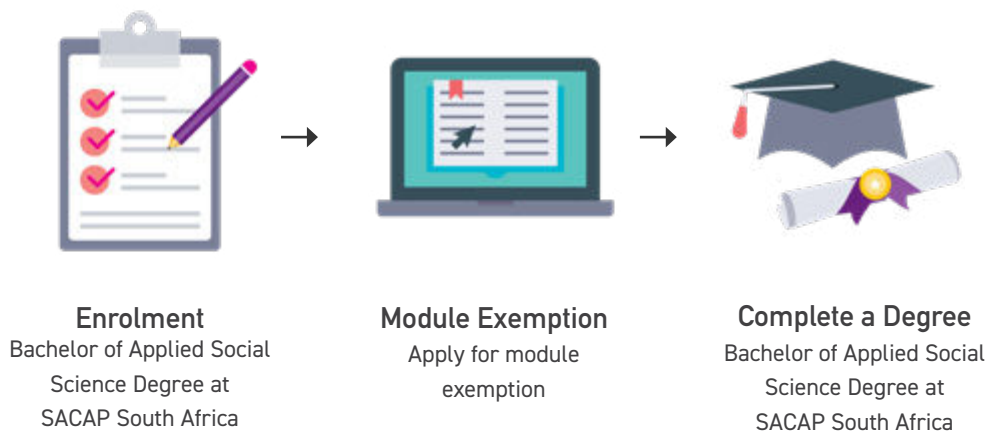 Enrolment
Bachelor of Applied Social
Science Degree at
SACAP South Africa
Module Exemption
Apply for module
exemption
Complete a Degree
Bachelor of Applied Social
Science Degree at
SACAP South Africa